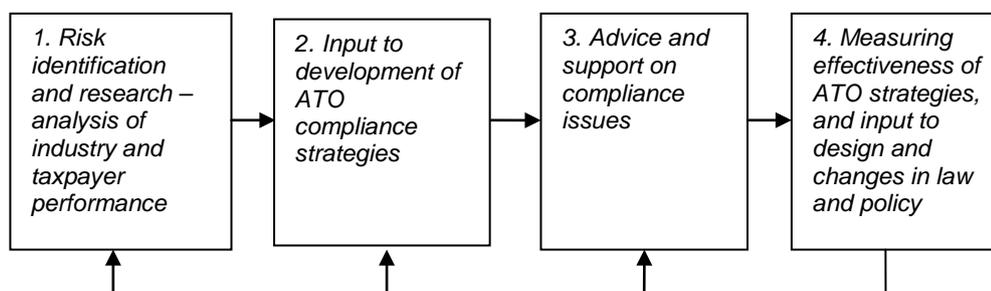 1. Risk
identification
and research –
analysis of
industry and
taxpayer
performance
2. Input to
development of
ATO
compliance
strategies
3. Advice and
support on
compliance
issues
4. Measuring
effectiveness of
ATO strategies,
and input to
design and
changes in law
and policy